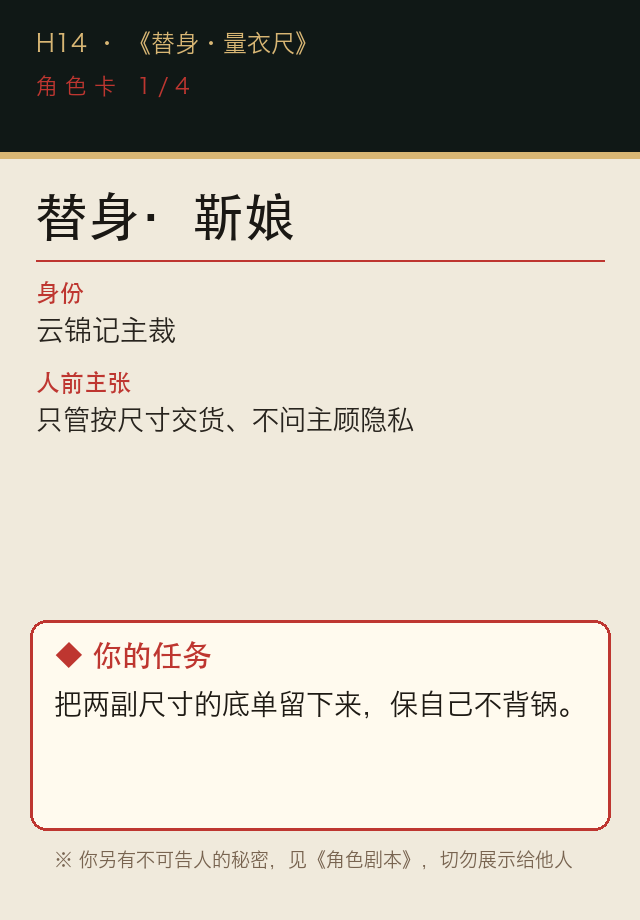 H14 · 《替身·量衣尺》
角色卡 1/4
替身· 靳娘
身份
云锦记主裁
人前主张
只管按尺寸交货、不问主顾隐私
◆ 你的任务
把两副尺寸的底单留下来，保自己不背锅。
※ 你另有不可告人的秘密，见《角色剧本》，切勿展示给他人